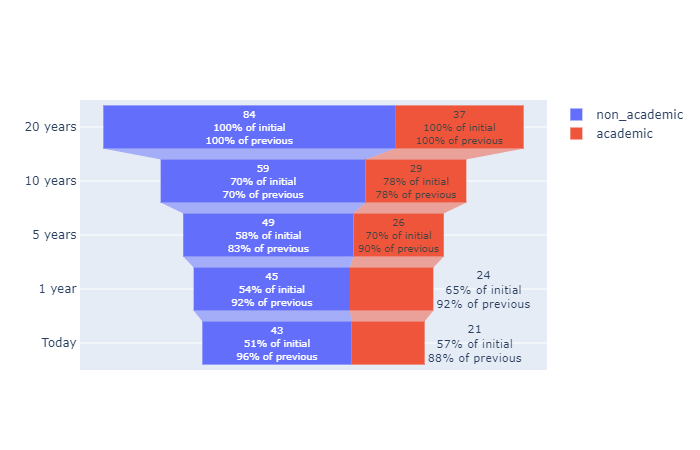 non_academic
academic
20 years
84
100% of initial
100% of previous
37
100% of initial
100% of previous
10 years
59
70% of initial
70% of previous
29
78% of initial
78% of previous
5 years
49
58% of initial
83% of previous
26
70% of initial
90% of previous
1 year
45
54% of initial
92% of previous
24
65% of initial
92% of previous
Today
43
51% of initial
96% of previous
21
57% of initial
88% of previous